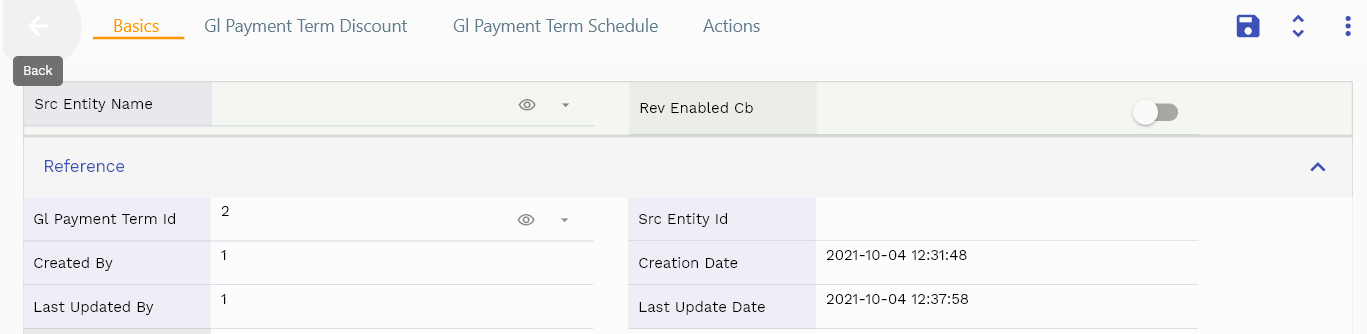 Basics Gl Payment Term Discount Gl Payment Term Schedule Actions
Back
Src Entity Name Rev Enabled Cb
Reference
Gl Payment Term Id 2 Src Entity Id
Created By 1 Creation Date 2021-10-04 12:31:48
Last Updated By 1 Last Update Date 2021-10-04 12:37:58